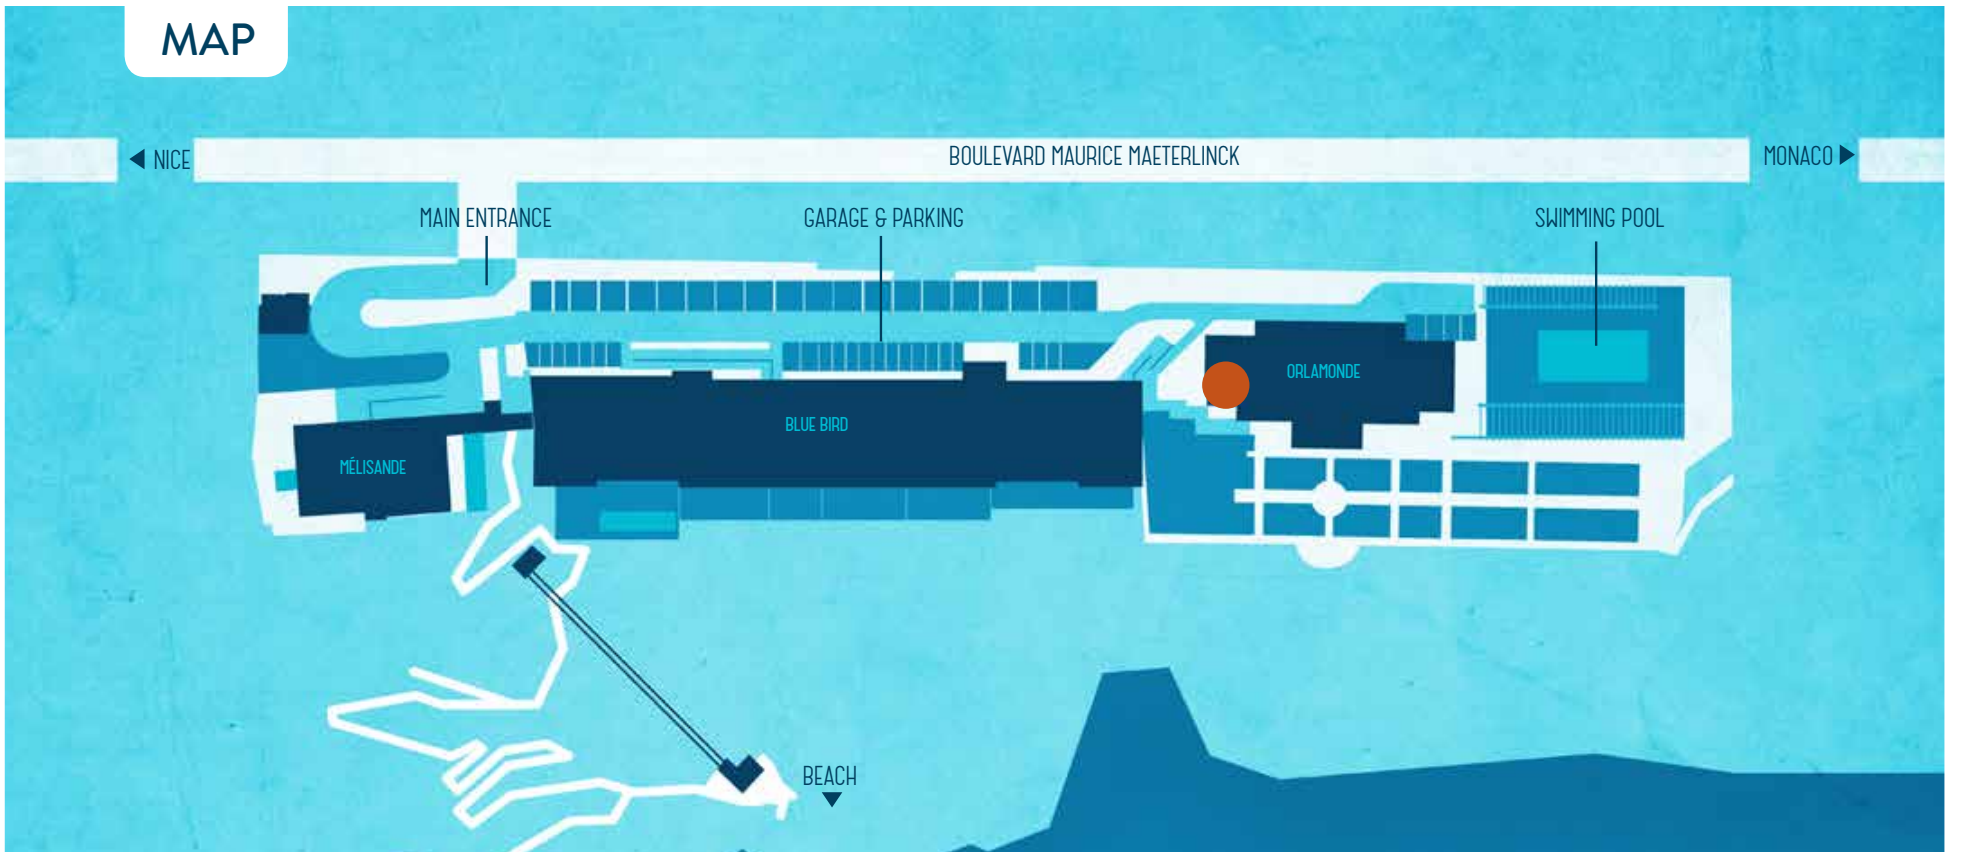 MAP
NICE
BOULEVARD MAURICE MAETERLINCK
MONACO
MAIN ENTRANCE
GARAGE & PARKING
SWIMMING POOL
ORLAMONDE
BLUE BIRD
MÉLISANDE
BEACH